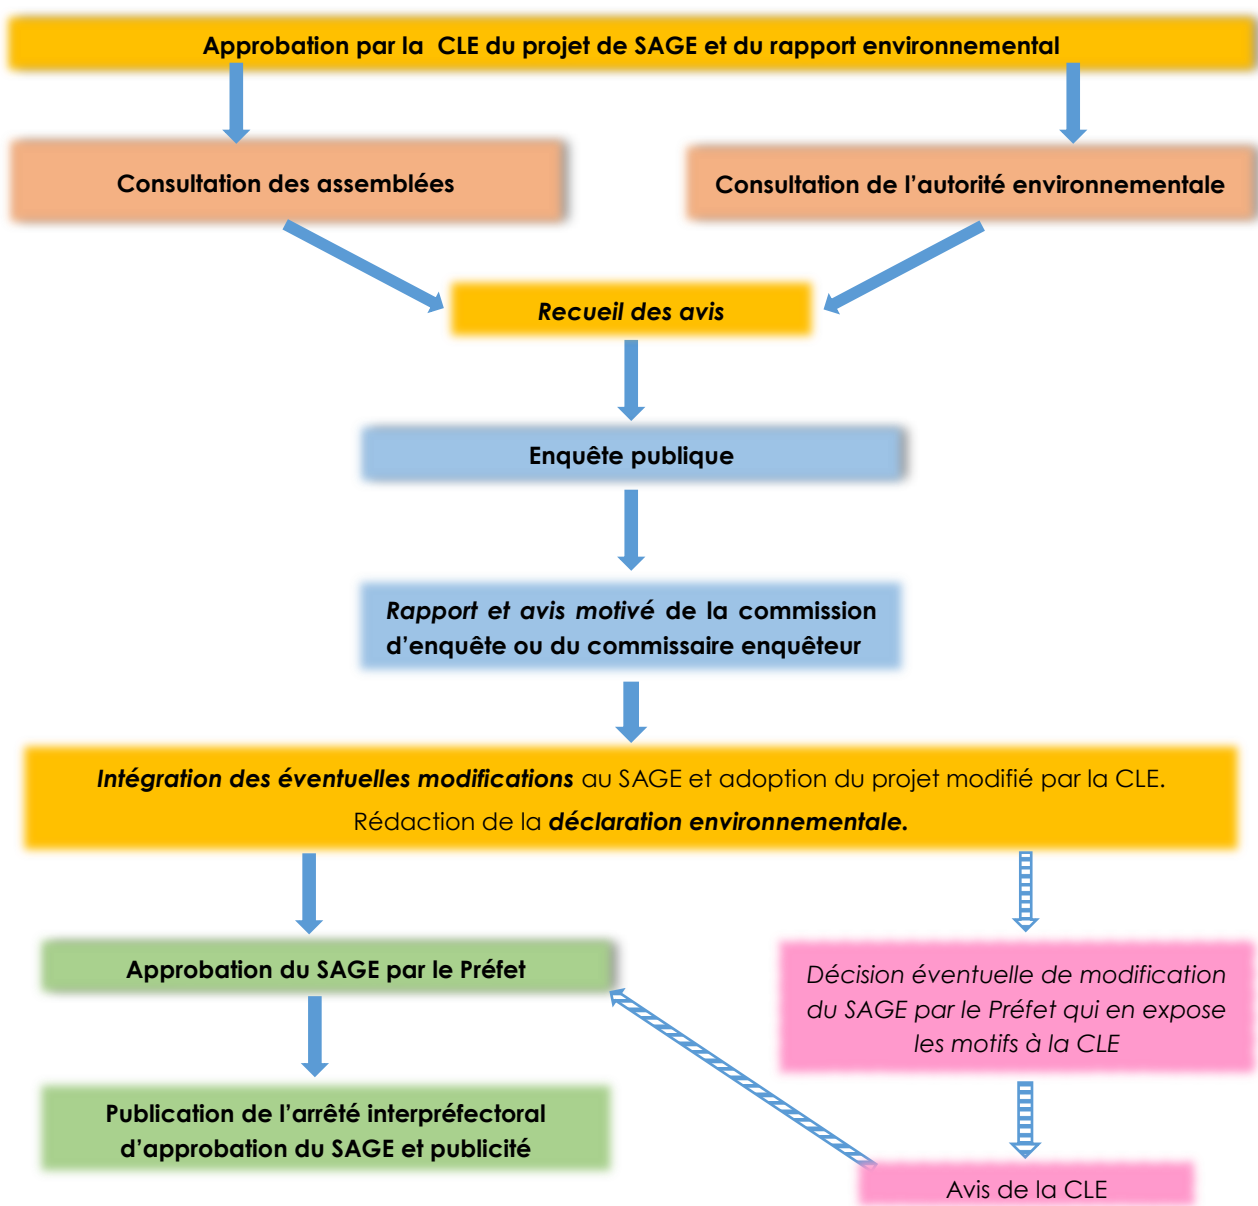 Approbation par la CLE du projet de SAGE et du rapport environnemental
Consultation des assemblées
Consultation de l’autorité environnementale
Recueil des avis
Enquête publique
Rapport et avis motivé de la commission
d’enquête ou du commissaire enquêteur
Intégration des éventuelles modifications au SAGE et adoption du projet modifié par la CLE.
Rédaction de la déclaration environnementale.
Approbation du SAGE par le Préfet
Décision éventuelle de modification
du SAGE par le Préfet qui en expose
les motifs à la CLE
Publication de l’arrêté interpréfectoral
d’approbation du SAGE et publicité
Avis de la CLE